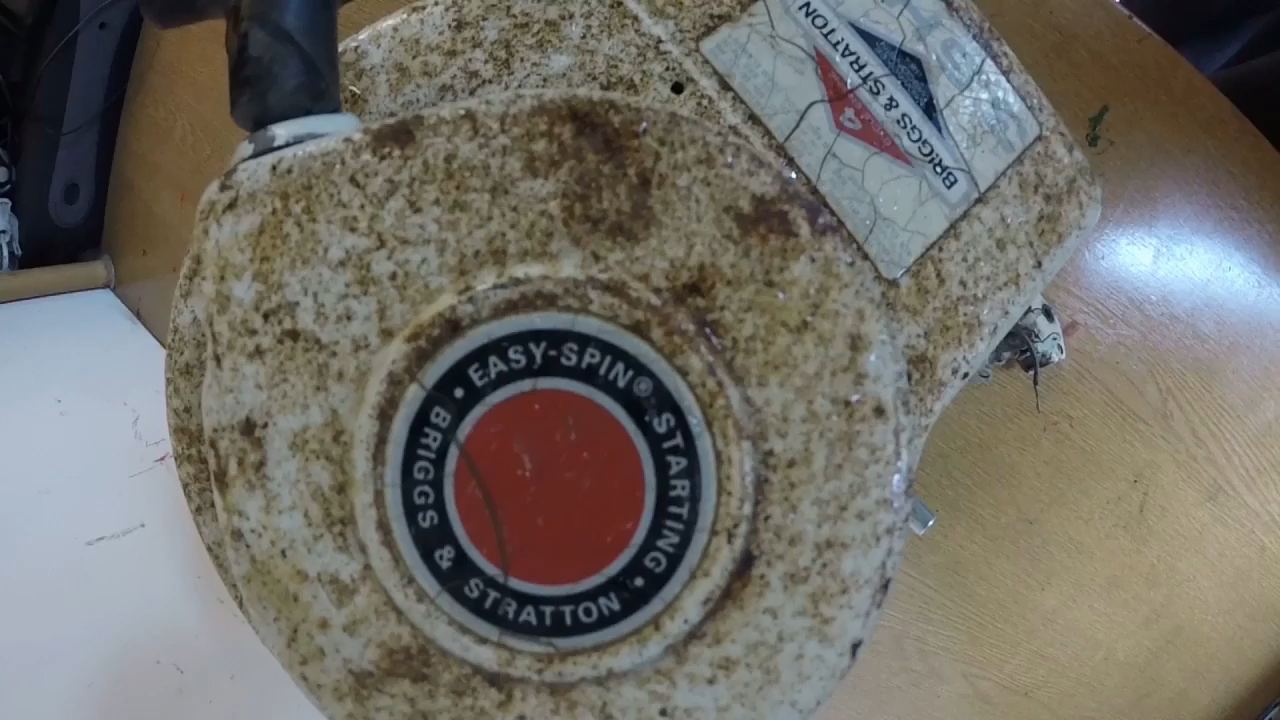 BRIGGS & STRATTON
EASY-SPIN® STARTING
• BRIGGS & STRATTON •